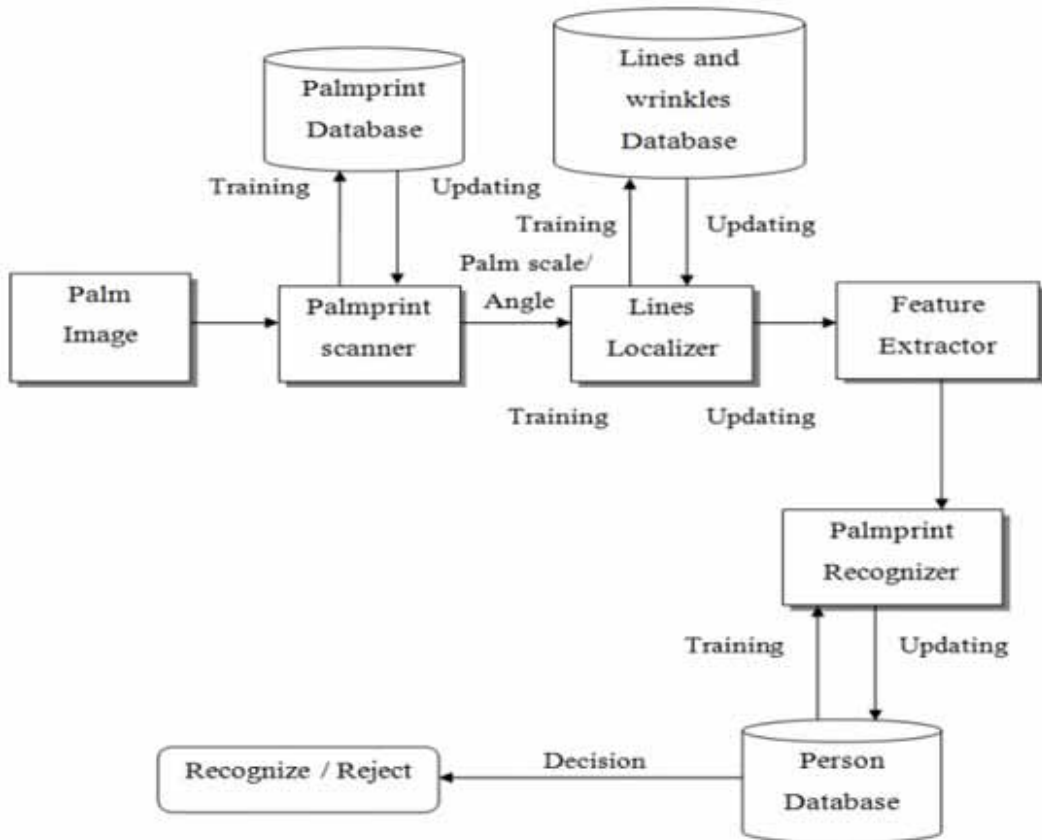 Palmprint
Database
Lines and
wrinkles
Database
Training
Updating
Training
Updating
Palm
Image
Palmprint
scanner
Palm scale/
Angle
Lines
Localizer
Feature
Extractor
Training
Updating
Palmprint
Recognizer
Training
Updating
Recognize / Reject
Decision
Person
Database